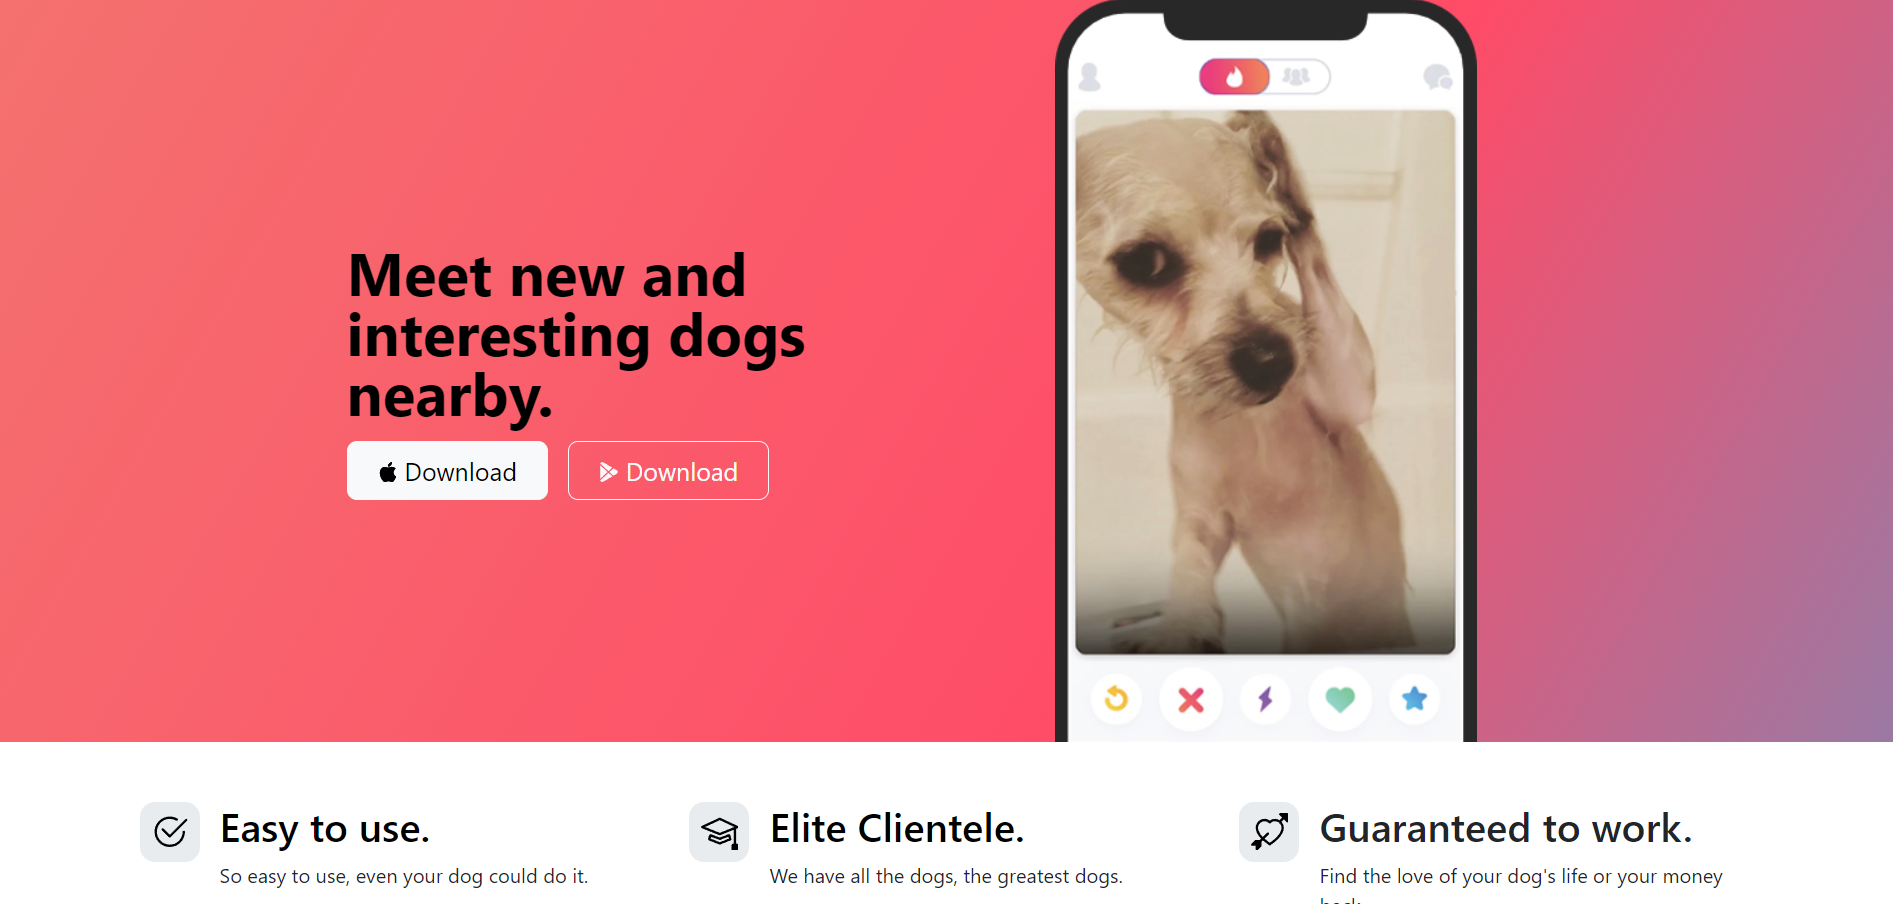 Meet new and
interesting dogs
nearby.
Download
Download
Easy to use.
So easy to use, even your dog could do it.
Elite Clientele.
We have all the dogs, the greatest dogs.
Guaranteed to work.
Find the love of your dog's life or your money